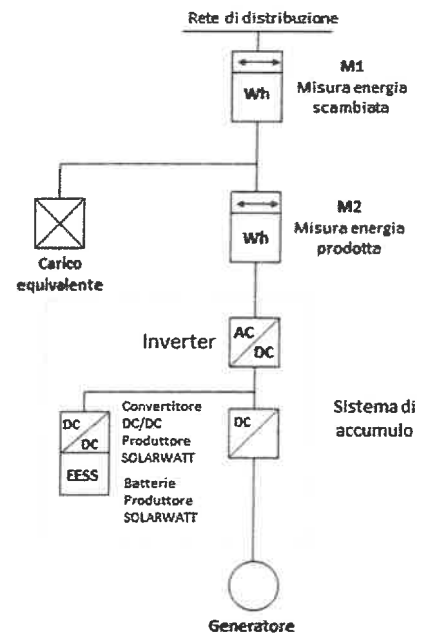 Rete di distribuzione
M1
Misura energia
scambiata
Wh
M2
Misura energia
prodotta
Wh
Carico
equivalente
Inverter
AC
DC
Sistema di
accumulo
DC
DC
EESS
Convertitore
DC/DC
Produttore
SOLARWATT
Batterie
Produttore
SOLARWATT
DC
Generatore